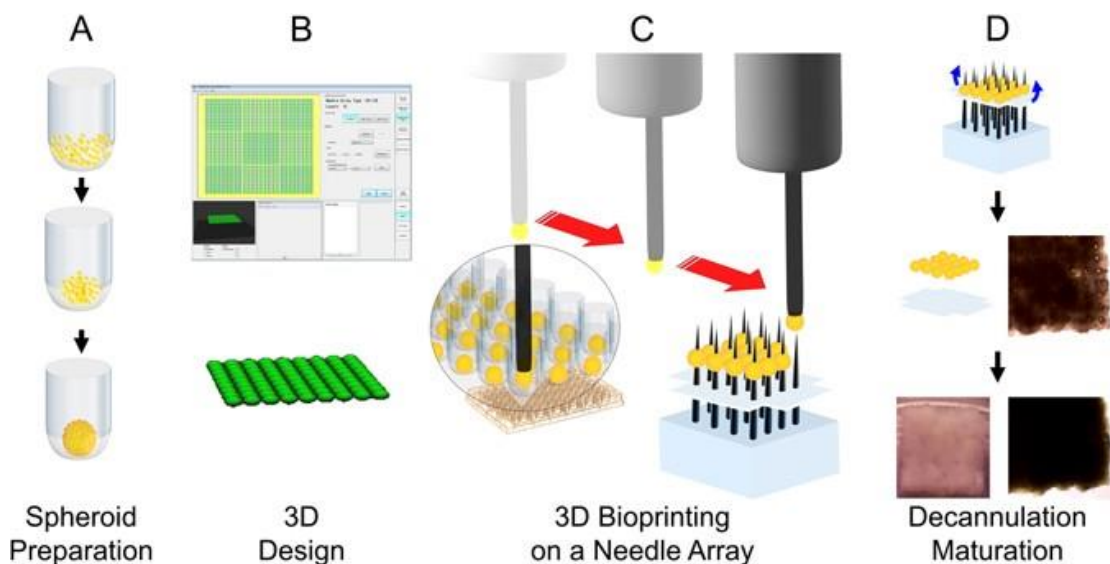 A
B
C
D
Spheroid
Preparation
3D
Design
3D Bioprinting
on a Needle Array
Decannulation
Maturation